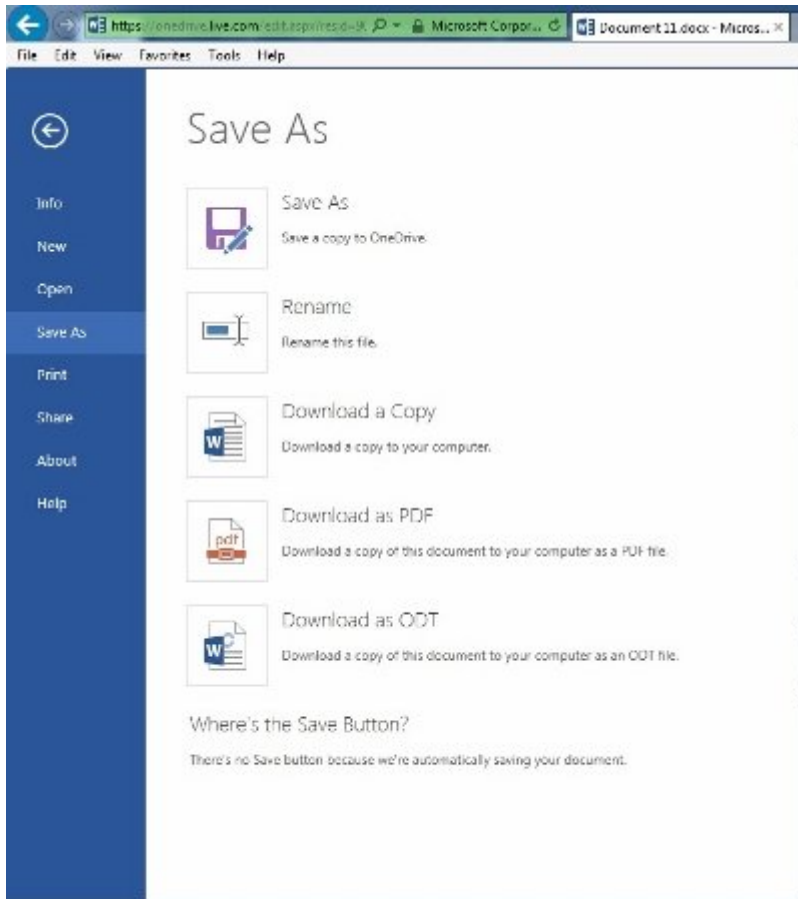 https://onedrive.live.com/edit.aspx?resid=9(
Microsoft Corpor...
Document 11.docx - Micros...
File Edit View Favorites Tools Help
Save As
Info
New
Open
Save As
Print
Share
About
Help
Save As
Save a copy to OneDrive.
Rename
Rename this file.
W
Download a Copy
Download a copy to your computer.
pdf
Download as PDF
Download a copy of this document to your computer as a PDF file.
W
Download as ODT
Download a copy of this document to your computer as an ODT file.
Where's the Save Button?
There's no Save button because we're automatically saving your document.